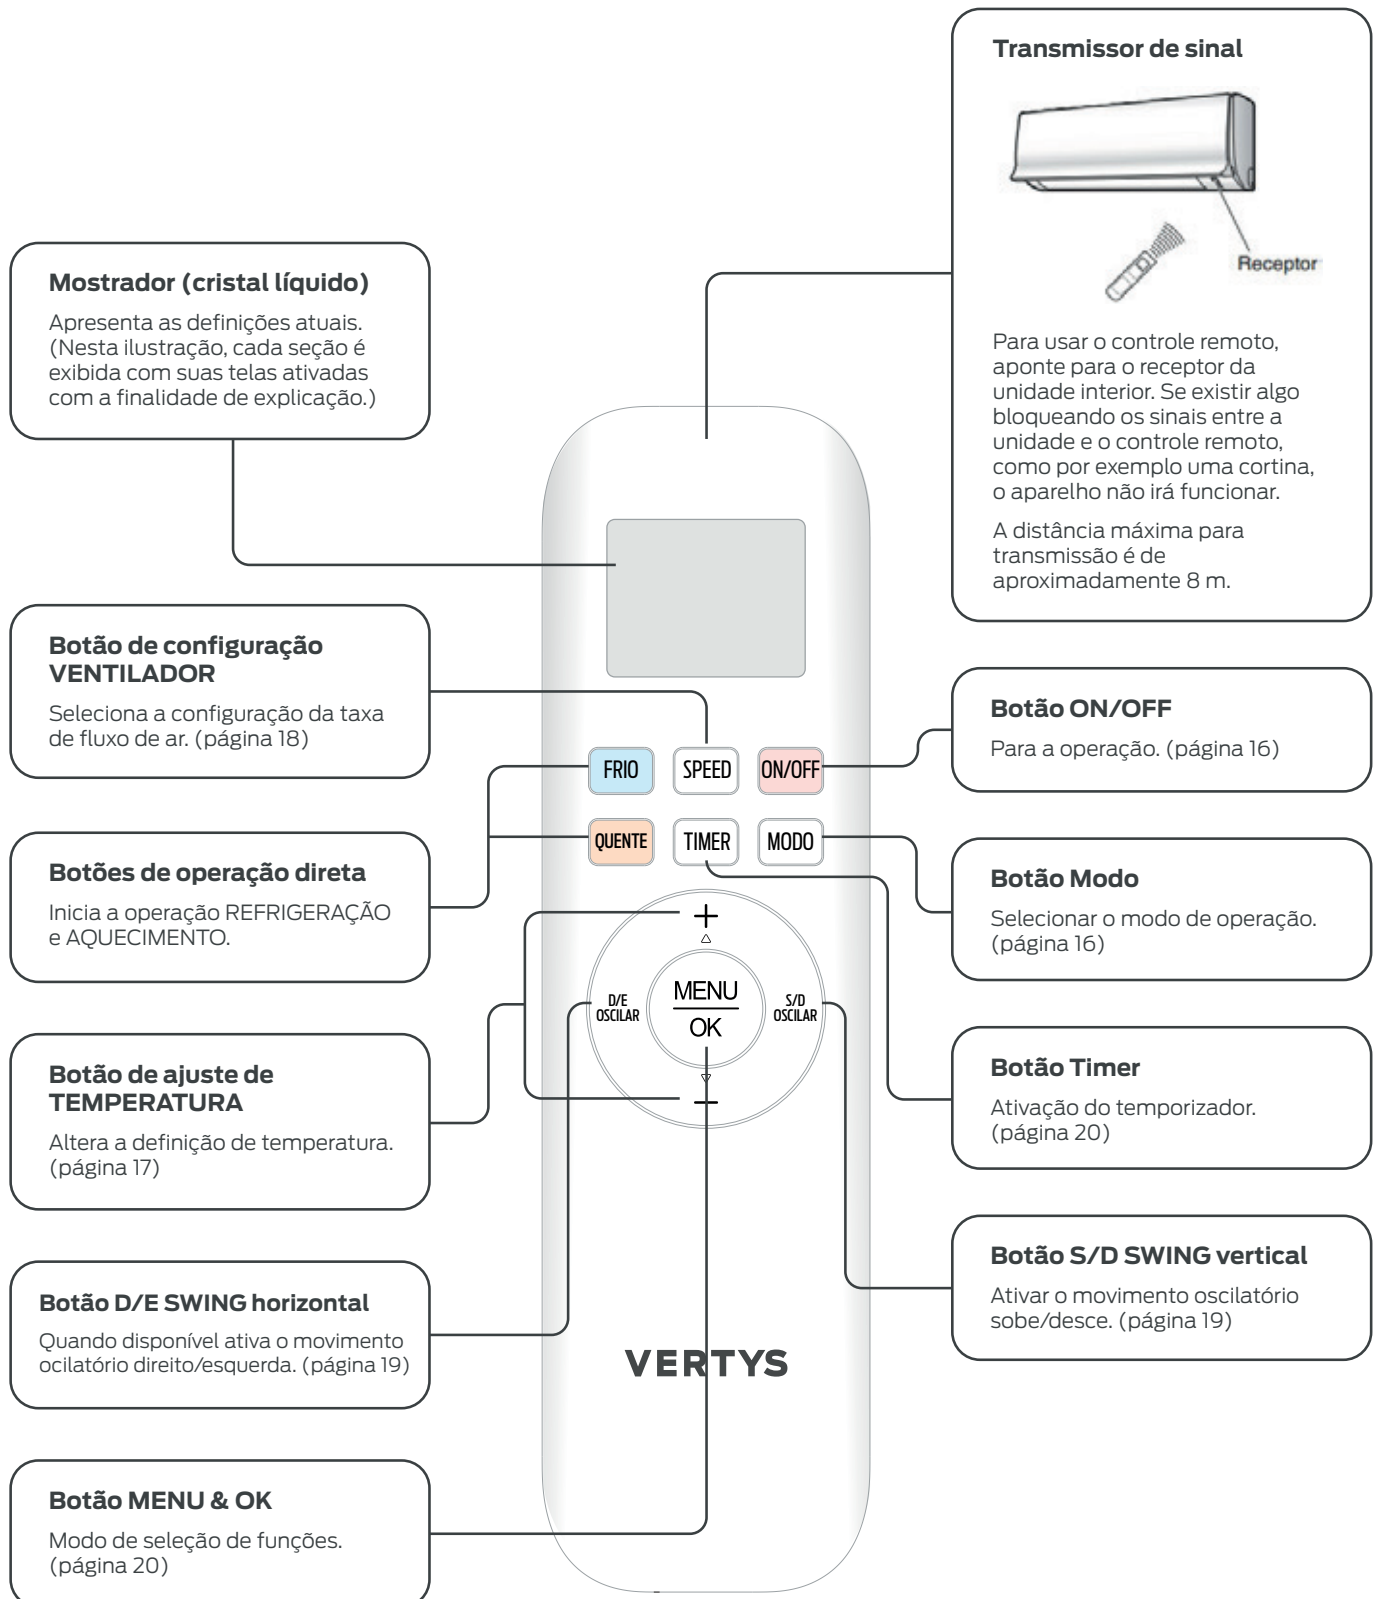 Transmissor de sinal
Receptor
Para usar o controle remoto,
aponte para o receptor da
unidade interior. Se existir algo
bloqueando os sinais entre a
unidade e o controle remoto,
como por exemplo uma cortina,
o aparelho não irá funcionar.
A distância máxima para
transmissão é de
aproximadamente 8 m.
Mostrador (cristal líquido)
Apresenta as definições atuais.
(Nesta ilustração, cada seção é
exibida com suas telas ativadas
com a finalidade de explicação.)
Botão de configuração
VENTILADOR
Seleciona a configuração da taxa
de fluxo de ar. (página 18)
Botões de operação direta
Inicia a operação REFRIGERAÇÃO
e AQUECIMENTO.
Botão de ajuste de
TEMPERATURA
Altera a definição de temperatura.
(página 17)
Botão D/E SWING horizontal
Quando disponível ativa o movimento
ocilatório direito/esquerda. (página 19)
Botão MENU & OK
Modo de seleção de funções.
(página 20)
FRIO SPEED ON/OFF
QUENTE TIMER MODO
+
D/E
OSCILAR
MENU
OK
S/D
OSCILAR
−
VERTYS
Botão ON/OFF
Para a operação. (página 16)
Botão Modo
Selecionar o modo de operação.
(página 16)
Botão Timer
Ativação do temporizador.
(página 20)
Botão S/D SWING vertical
Ativar o movimento oscilatório
sobe/desce. (página 19)